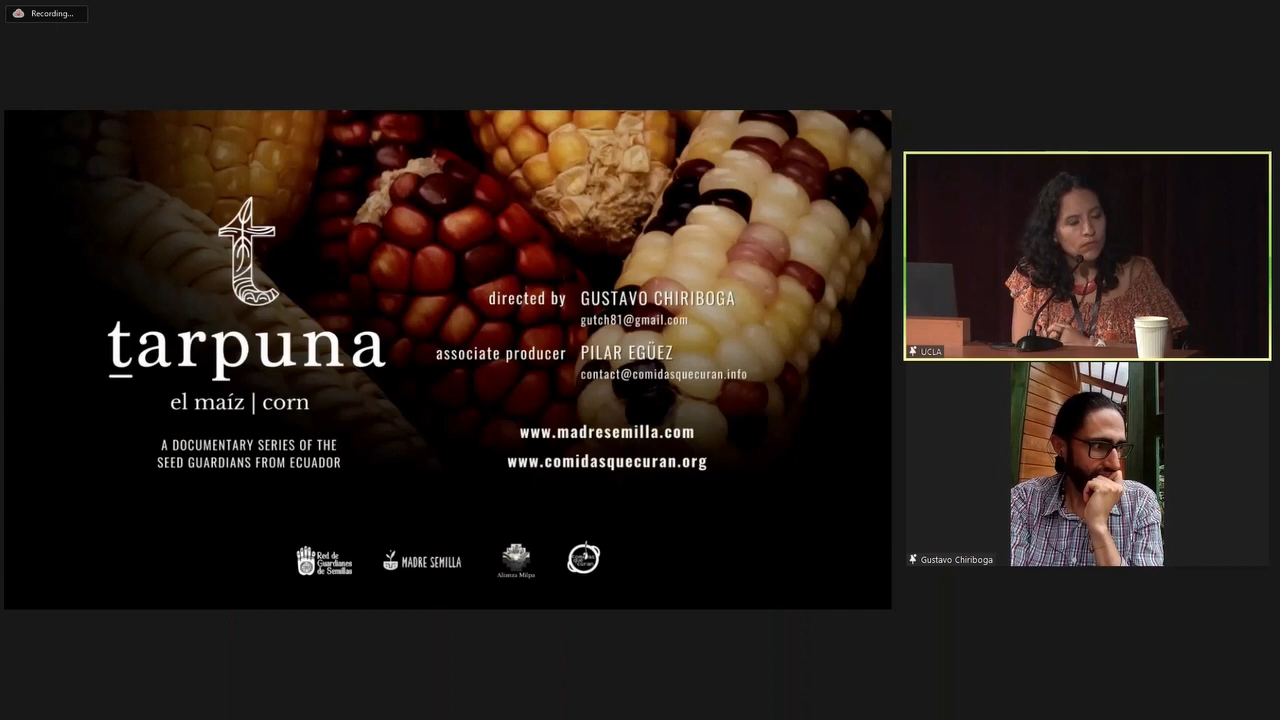 Recording...
tarpuna
el maíz | corn
A DOCUMENTARY SERIES OF THE
SEED GUARDIANS FROM ECUADOR
directed by GUSTAVO CHIRIBOGA
gutch81@gmail.com
associate producer PILAR EGÜEZ
contact@comidasquecuran.info
www.madresemilla.com
www.comidasquecuran.org
Red de
Guardianes
de Semillas
MADRE SEMILLA
Alianza Milpa
UCLA
Gustavo Chiriboga